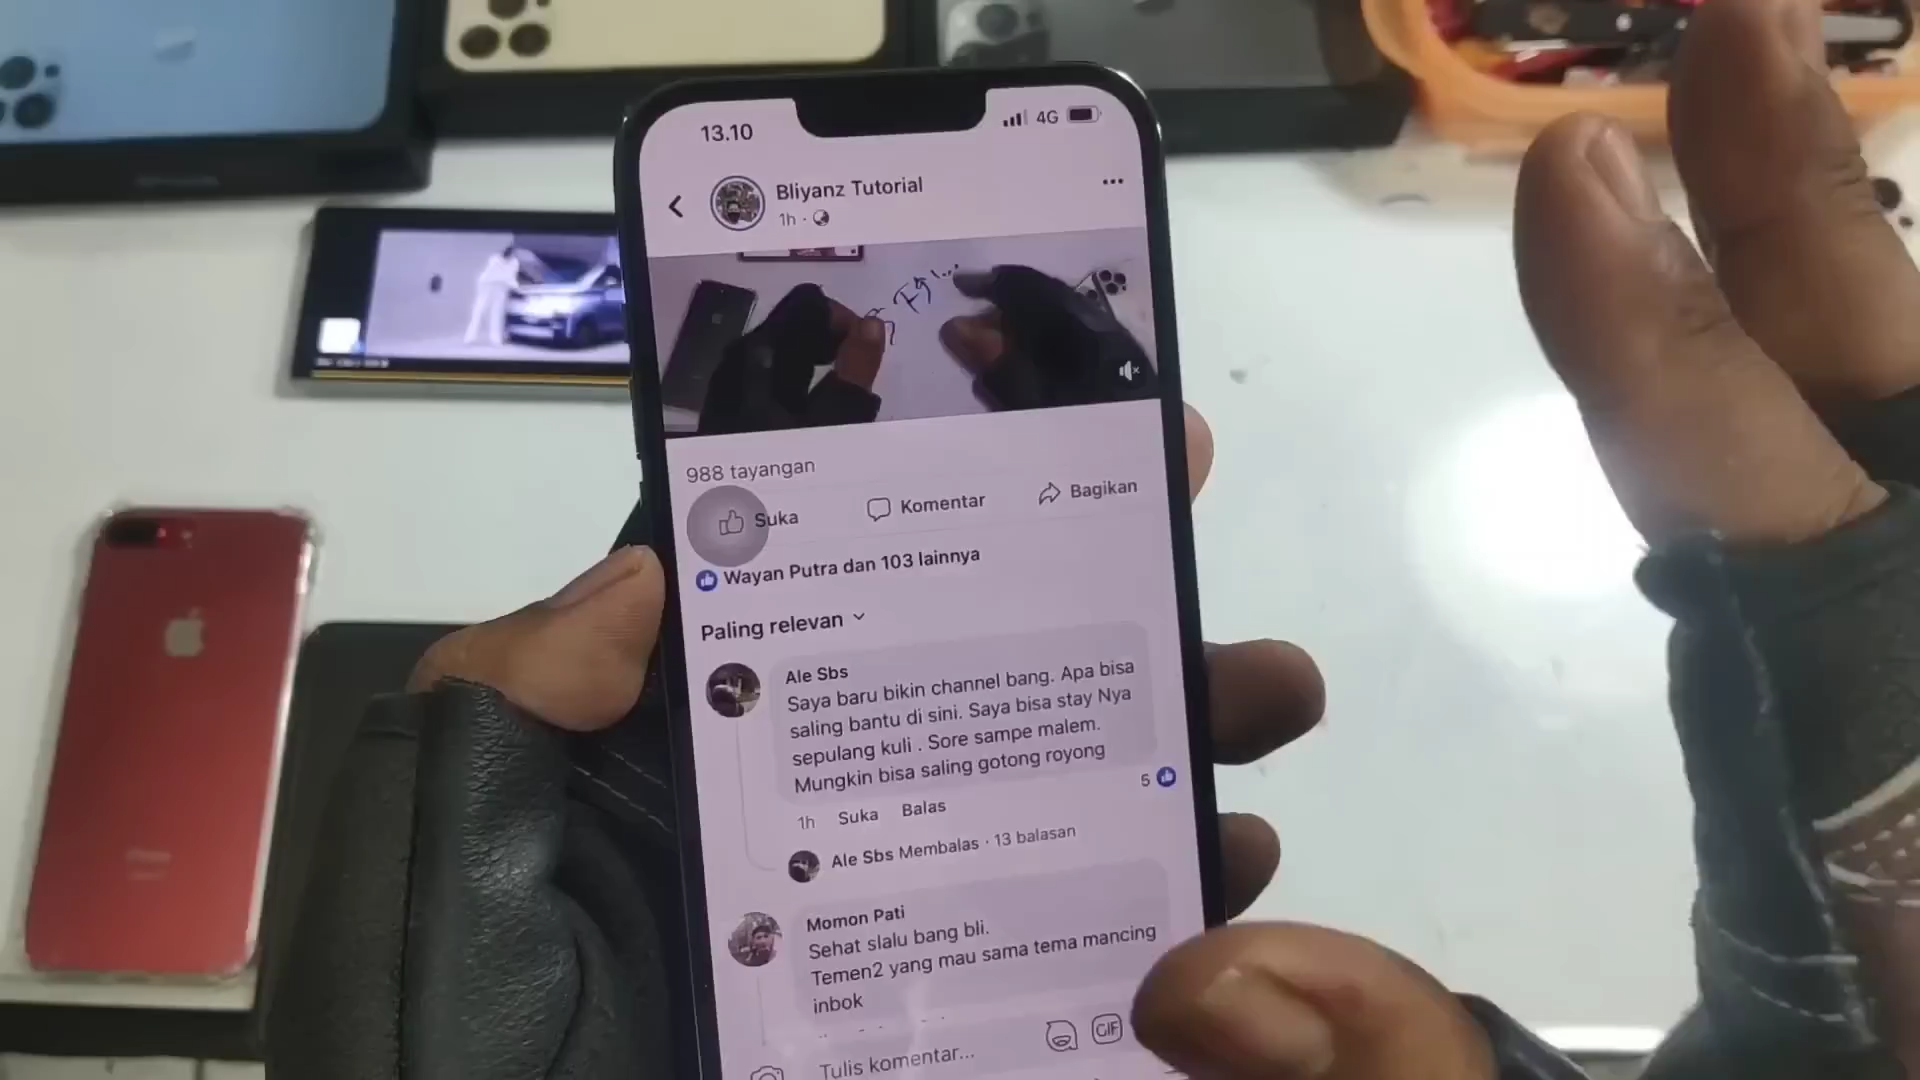 13.10
4G
Bliyanz Tutorial
1h ·
988 tayangan
Suka
Komentar
Bagikan
Wayan Putra dan 103 lainnya
Paling relevan
Ale Sbs
Saya baru bikin channel bang. Apa bisa
saling bantu di sini. Saya bisa stay Nya
sepulang kuli . Sore sampe malem.
Mungkin bisa saling gotong royong
5
1h Suka Balas
Ale Sbs Membalas · 13 balasan
Momon Pati
Sehat slalu bang bli.
Temen2 yang mau sama tema mancing
inbok
Tulis komentar...
GIF